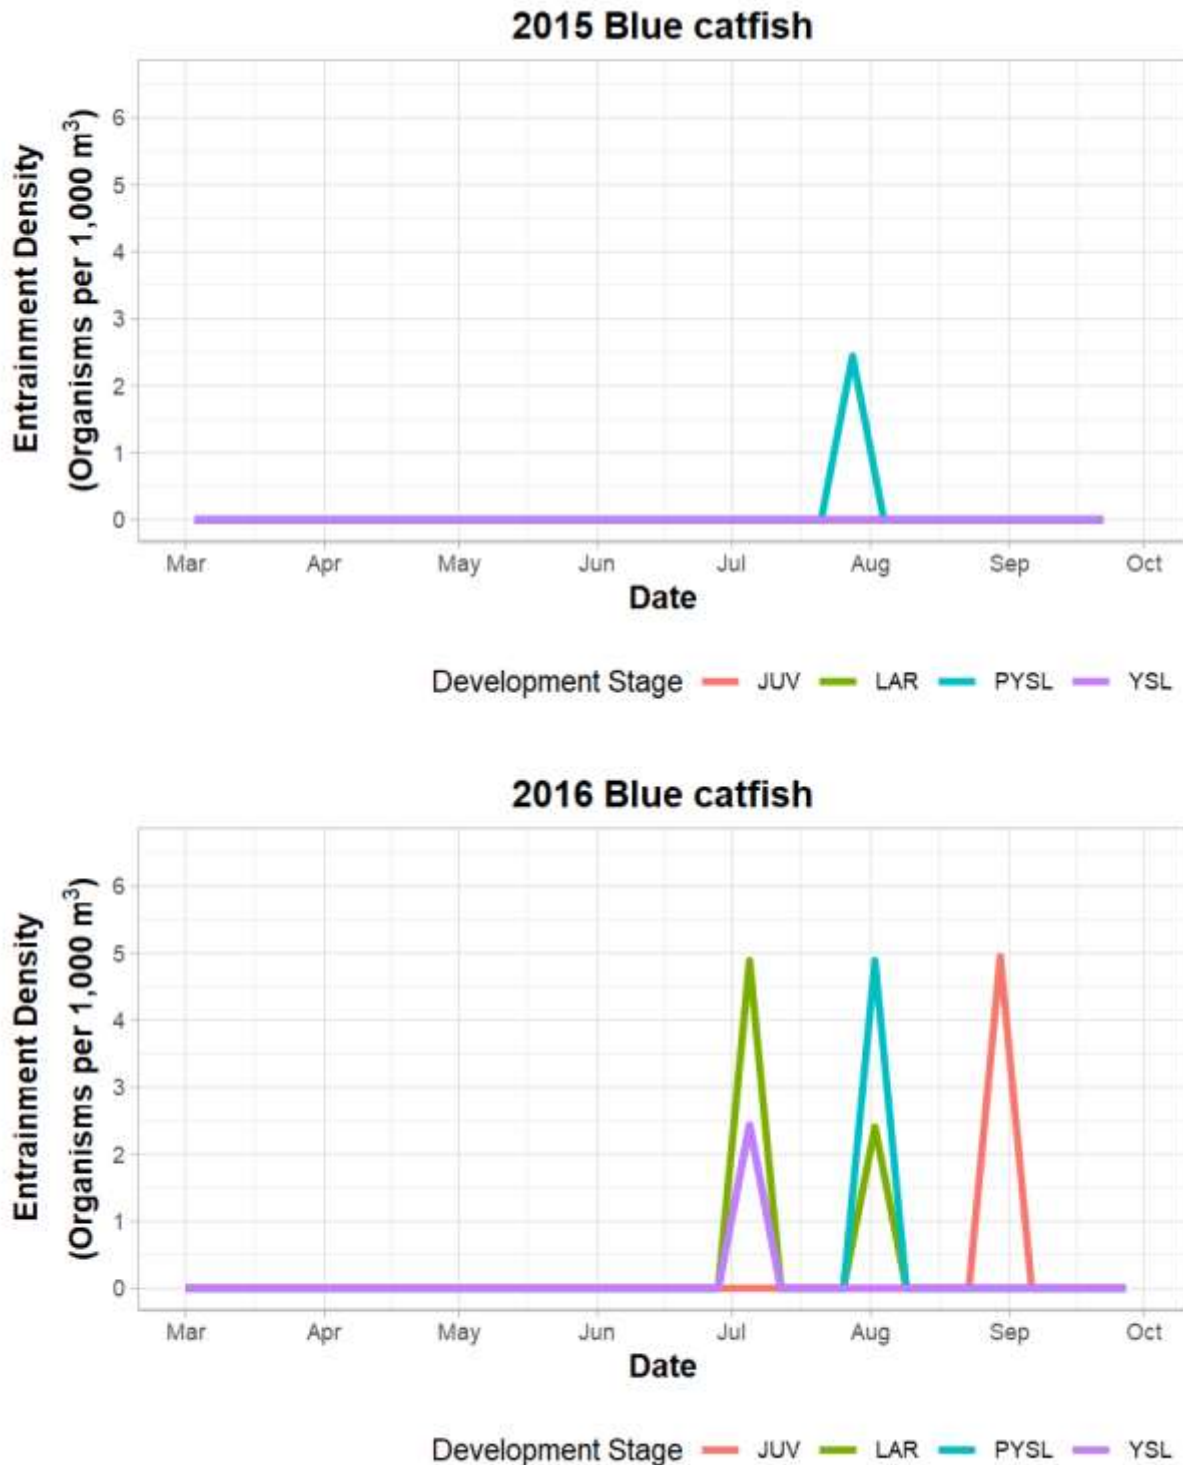 2015 Blue catfish
Entrainment Density
(Organisms per 1,000 m³)
6
5
4
3
2
1
0
Mar Apr May Jun Jul Aug Sep Oct
Date
Development Stage JUV LAR PYSL YSL
2016 Blue catfish
Entrainment Density
(Organisms per 1,000 m³)
6
5
4
3
2
1
0
Mar Apr May Jun Jul Aug Sep Oct
Date
Development Stage JUV LAR PYSL YSL